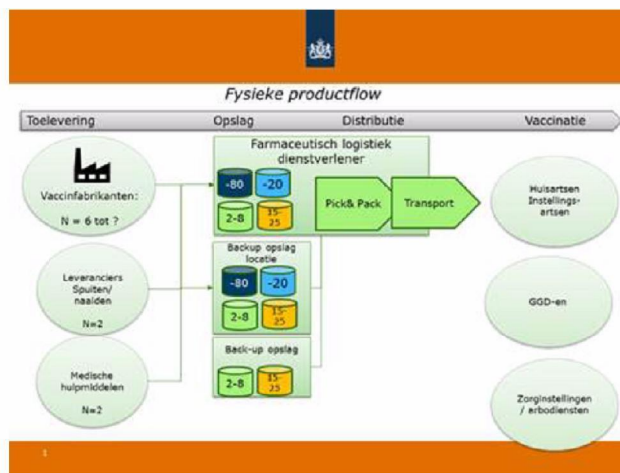 Fysieke productflow
Toelevering
Opslag
Distributie
Vaccinatie
Vaccinfabrikanten:
N = 6 tot ?
Leveranciers
Spuiten/
naalden
N=2
Medische
hulpmiddelen
N=2
Farmaceutisch logistiek
dienstverlener
-80
-20
2-8
15-
25
Pick& Pack
Transport
Backup opslag
locatie
-80
-20
2-8
15-
25
Back-up opslag
2-8
15-
25
Huisartsen
Instellings-
artsen
GGD-en
Zorginstellingen
/ arbodiensten
1